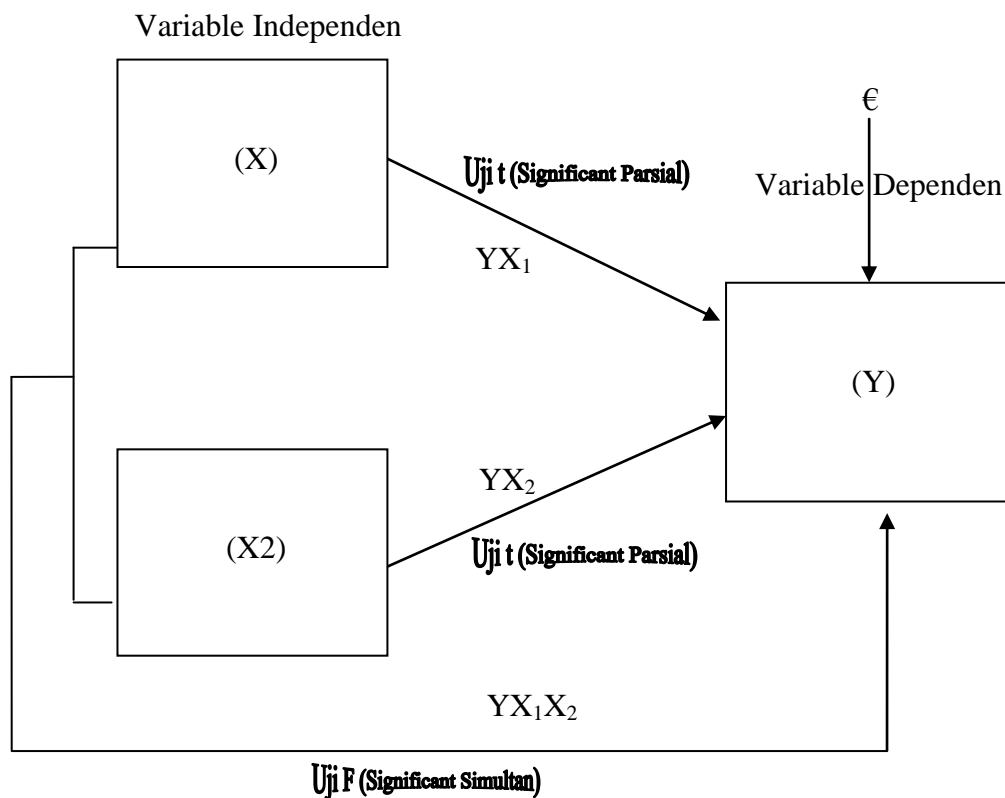 Variable Independen
€
(X)
Uji t (Significant Parsial)
Variable Dependen
YX₁
(Y)
YX₂
(X2)
Uji t (Significant Parsial)
YX₁X₂
Uji F (Significant Simultan)